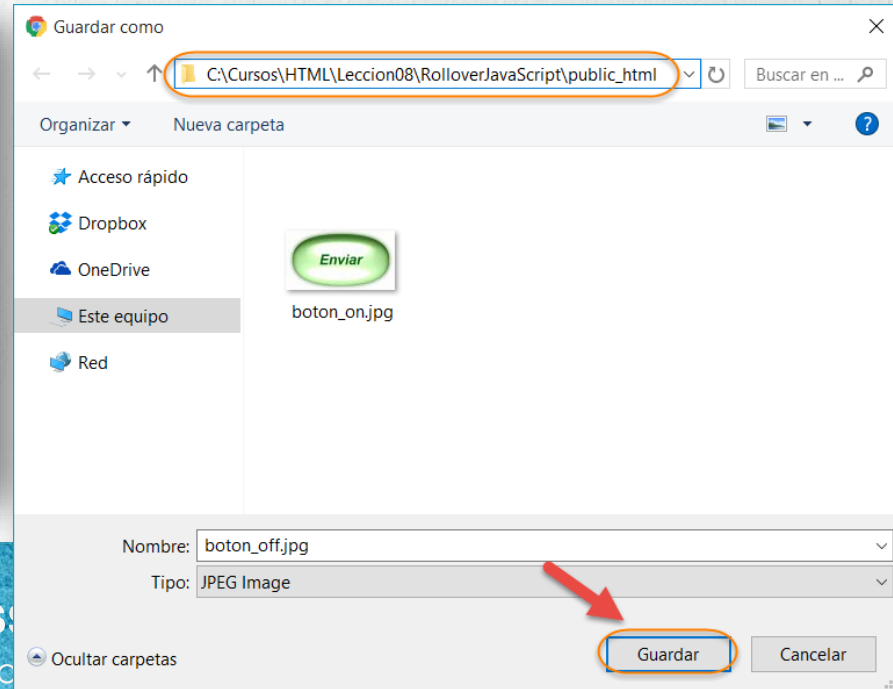 Guardar como
C:\Cursos\HTML\Leccion08\RolloverJavaScript\public_html
Buscar en ...
Organizar
Nueva carpeta
?
Acceso rápido
Dropbox
OneDrive
Este equipo
Red
Enviar
boton_on.jpg
Nombre: boton_off.jpg
Tipo: JPEG Image
Ocultar carpetas
Guardar
Cancelar